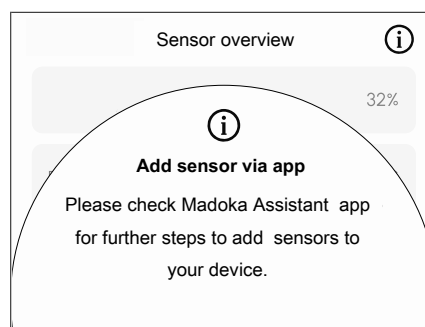 Sensor overview
32%
Add sensor via app
Please check Madoka Assistant app
for further steps to add sensors to
your device.